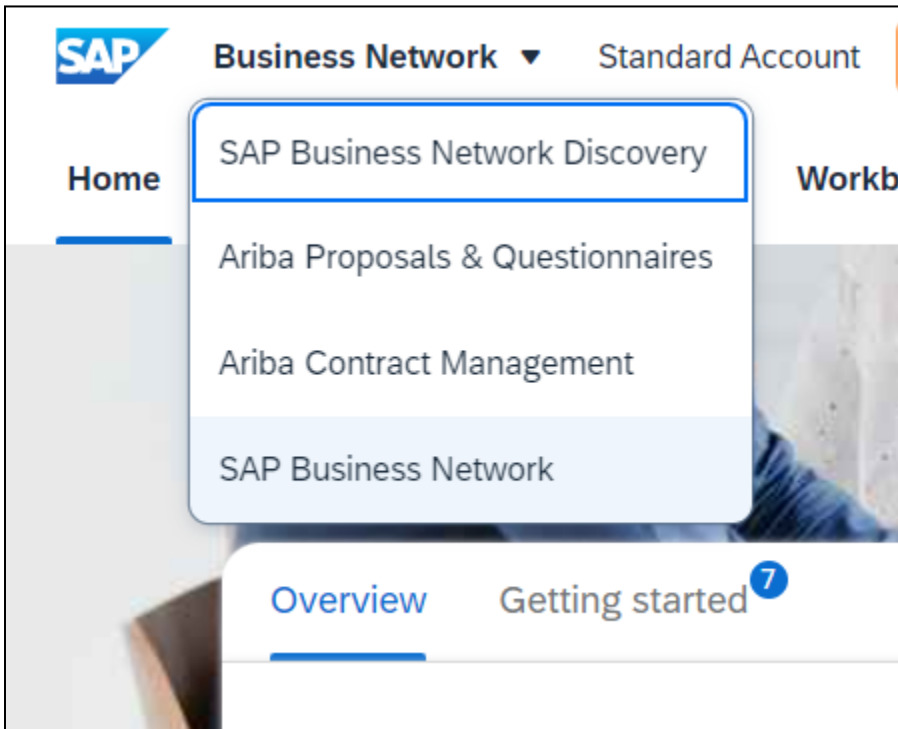 SAP Business Network ▼ Standard Account
Home Workb
SAP Business Network Discovery
Ariba Proposals & Questionnaires
Ariba Contract Management
SAP Business Network
Overview Getting started 7